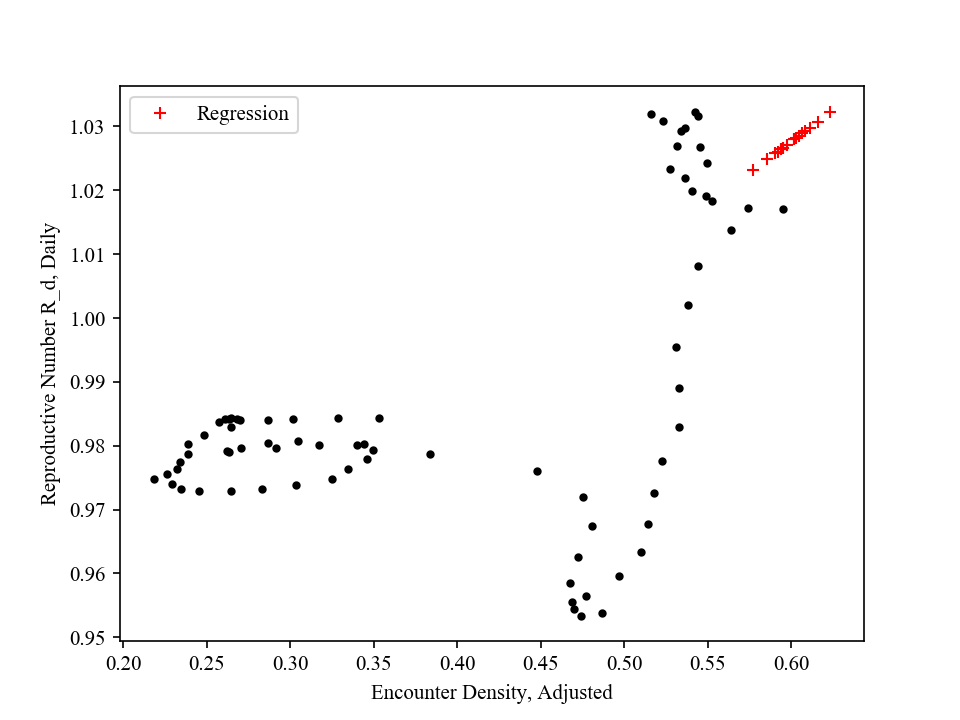 Regression
1.03
1.02
1.01
1.00
0.99
0.98
0.97
0.96
0.95
Reproductive Number R_d, Daily
0.20 0.25 0.30 0.35 0.40 0.45 0.50 0.55 0.60
Encounter Density, Adjusted